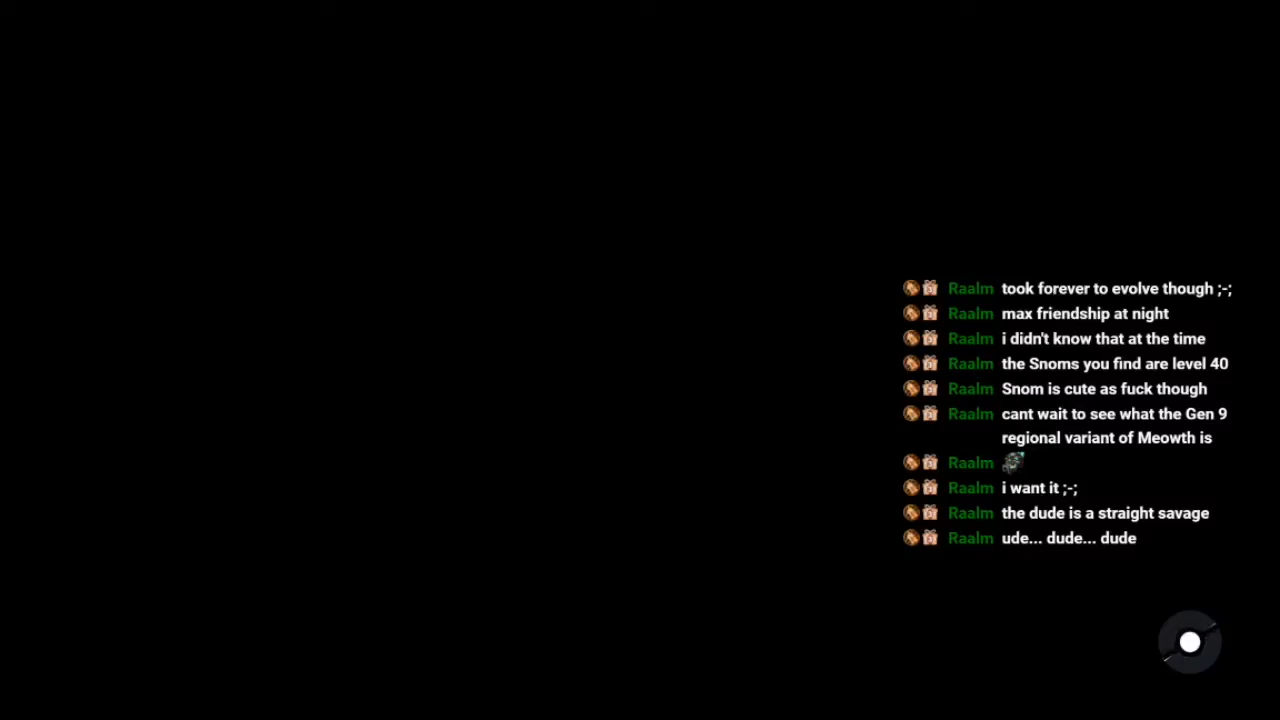 Raalm took forever to evolve though ;-;
Raalm max friendship at night
Raalm i didn't know that at the time
Raalm the Snoms you find are level 40
Raalm Snom is cute as fuck though
Raalm cant wait to see what the Gen 9
regional variant of Meowth is
Raalm
Raalm i want it ;-;
Raalm the dude is a straight savage
Raalm ude... dude... dude